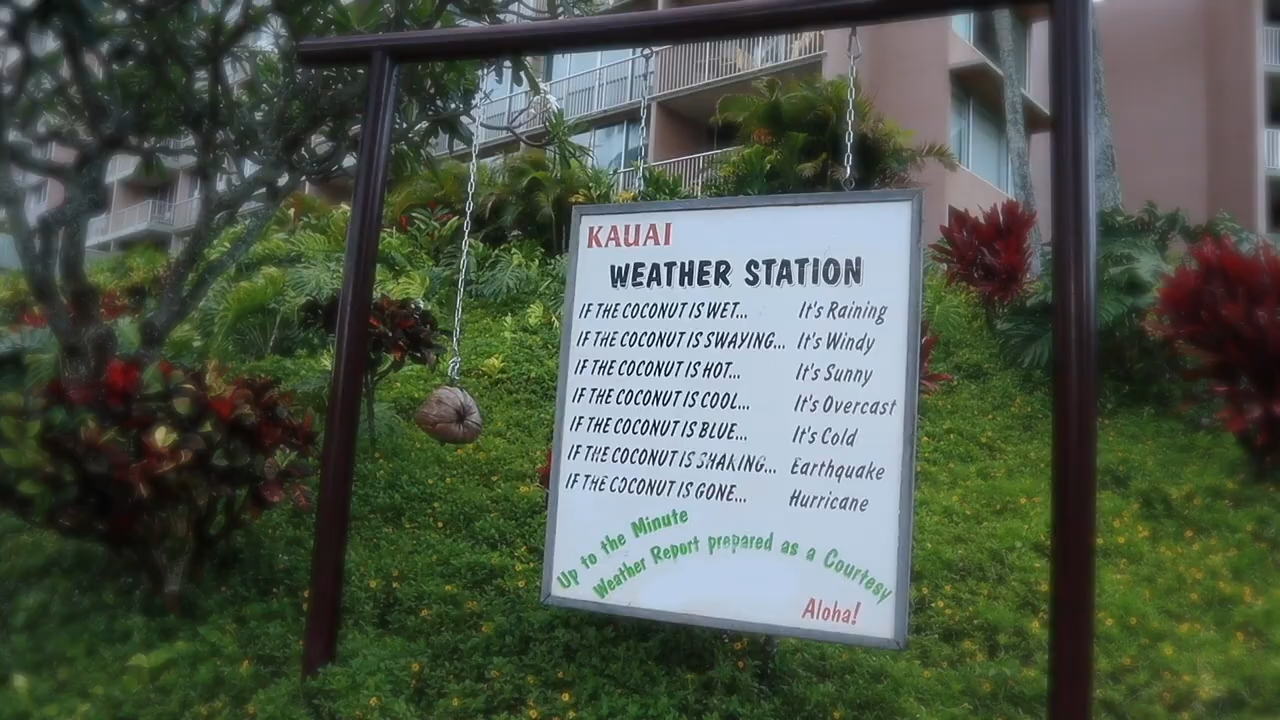 KAUAI
WEATHER STATION
IF THE COCONUT IS WET... It's Raining
IF THE COCONUT IS SWAYING... It's Windy
IF THE COCONUT IS HOT... It's Sunny
IF THE COCONUT IS COOL... It's Overcast
IF THE COCONUT IS BLUE... It's Cold
IF THE COCONUT IS SHAKING... Earthquake
IF THE COCONUT IS GONE... Hurricane
Up to the Minute
Weather Report prepared as a Courtesy
Aloha!